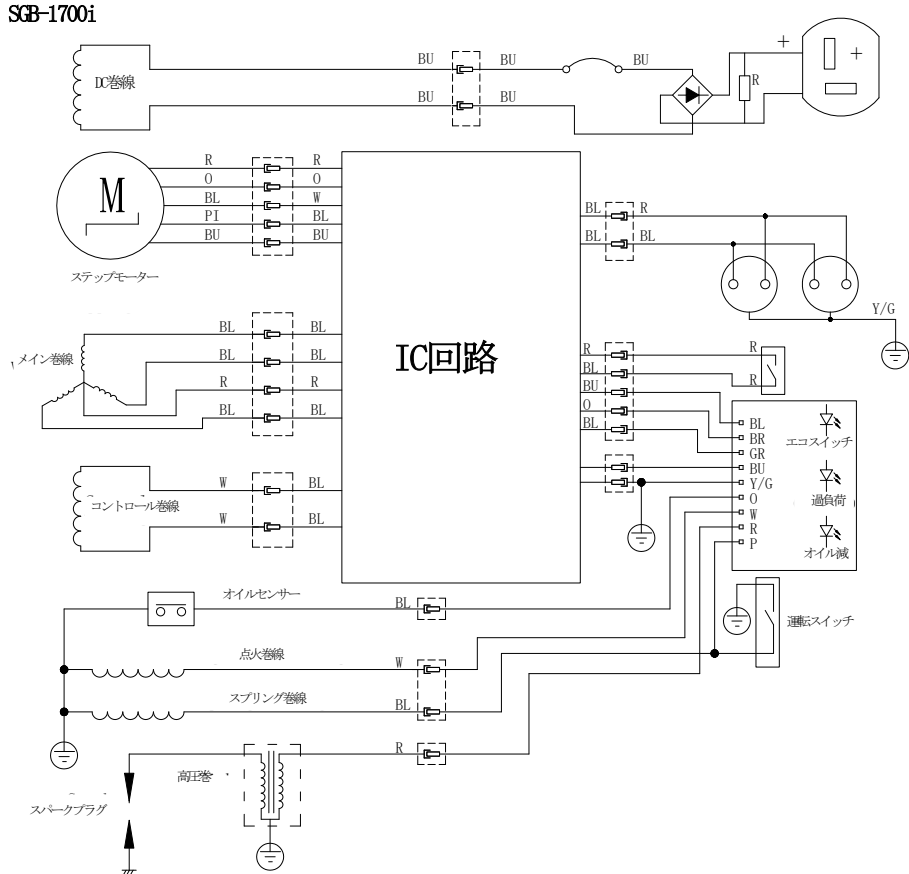 SGB-1700i
DC巻線
BU BU BU
BU BU
R
+
+
M
ステップモーター
R R
O O
BL W
PI BL
BU BU
IC回路
BL R
BL BL
Y/G
メイン巻線
BL BL
BL BL
R R
BL BL
R
BL
BU
O
BL
R
R
コントロール巻線
W BL
W BL
BL
BR
GR
BU
Y/G
O
W
R
P
エコスイッチ
過負荷
オイル減
運転スイッチ
オイルセンサー
BL
点火巻線
W
スプリング巻線
BL
高圧巻
R
スパークプラグ